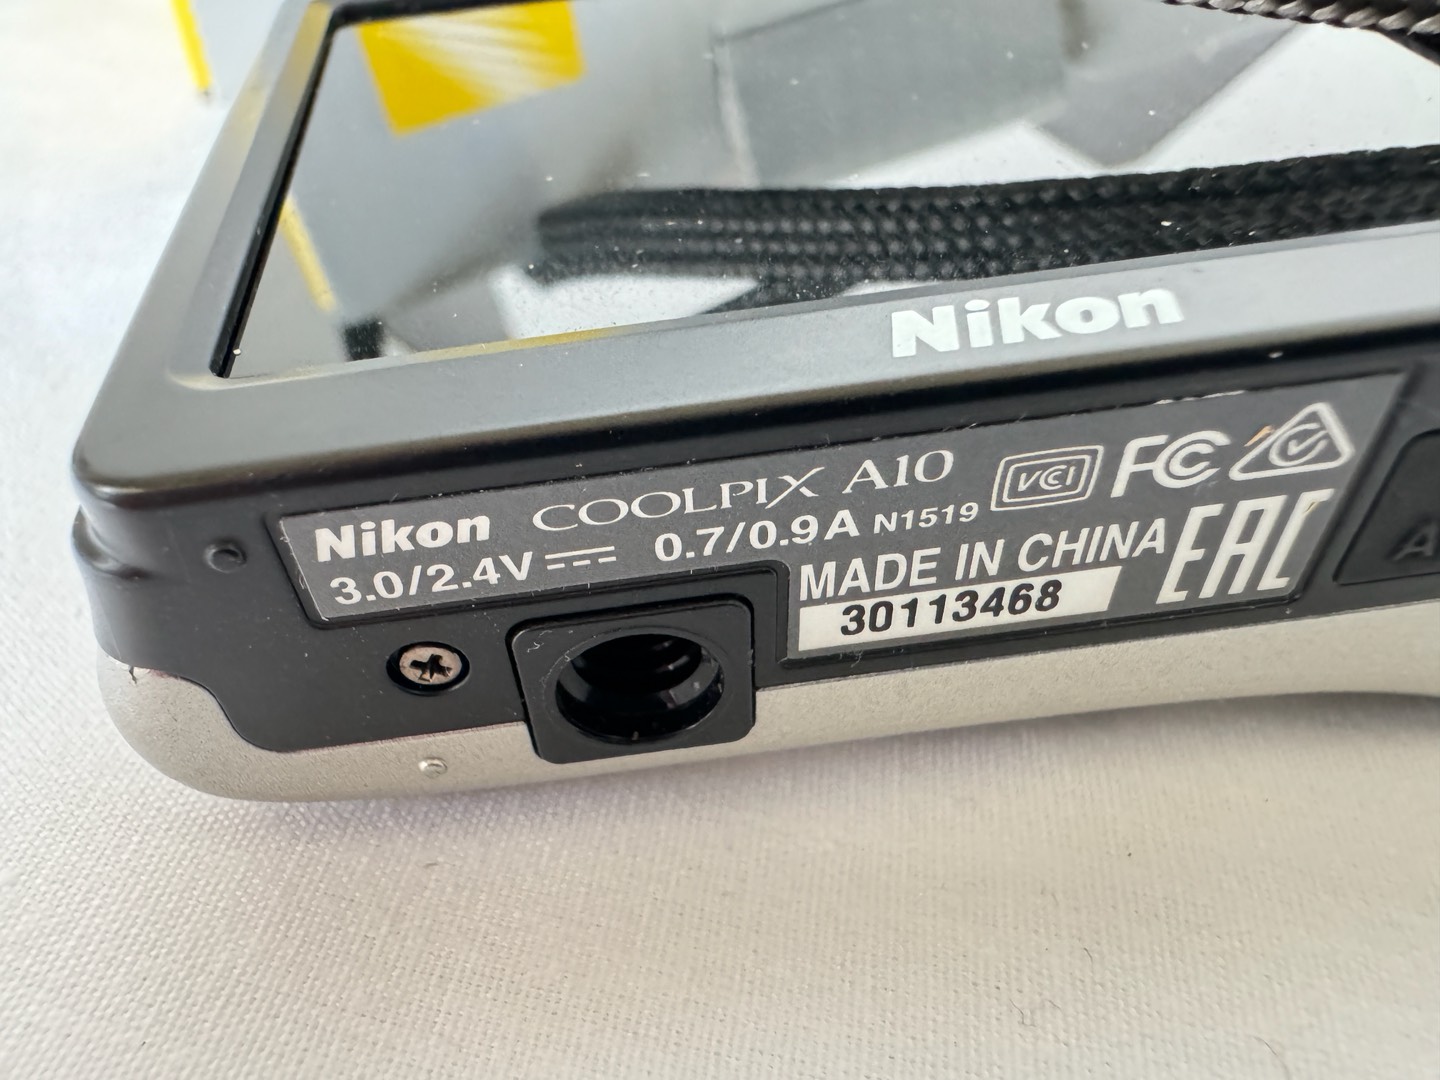 Nikon
Nikon COOLPIX A10 VCCI FC
3.0/2.4V 0.7/0.9A N1519
MADE IN CHINA EAC
30113468
A